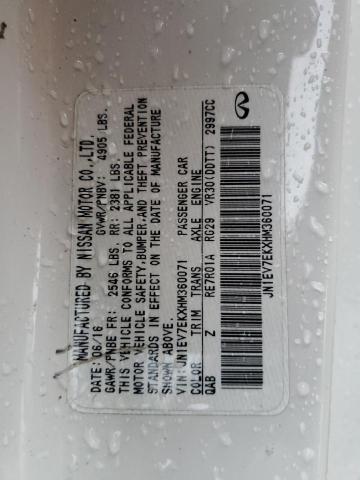 MANUFACTURED BY NISSAN MOTOR CO.,LTD.
DATE: 06/16 GVWR/PNBV: 4905 LBS.
GAWR/PNBE FR: 2546 LBS. RR: 2381 LBS.
THIS VEHICLE CONFORMS TO ALL APPLICABLE FEDERAL
MOTOR VEHICLE SAFETY, BUMPER, AND THEFT PREVENTION
STANDARDS IN EFFECT ON THE DATE OF MANUFACTURE
SHOWN ABOVE.
VIN: JN1EV7EKXHM360071 PASSENGER CAR
COLOR TRIM TRANS AXLE ENGINE
QAB Z RE7R01A RG29 VR30(DDTT) 2997CC
JN1EV7EKXHM360071